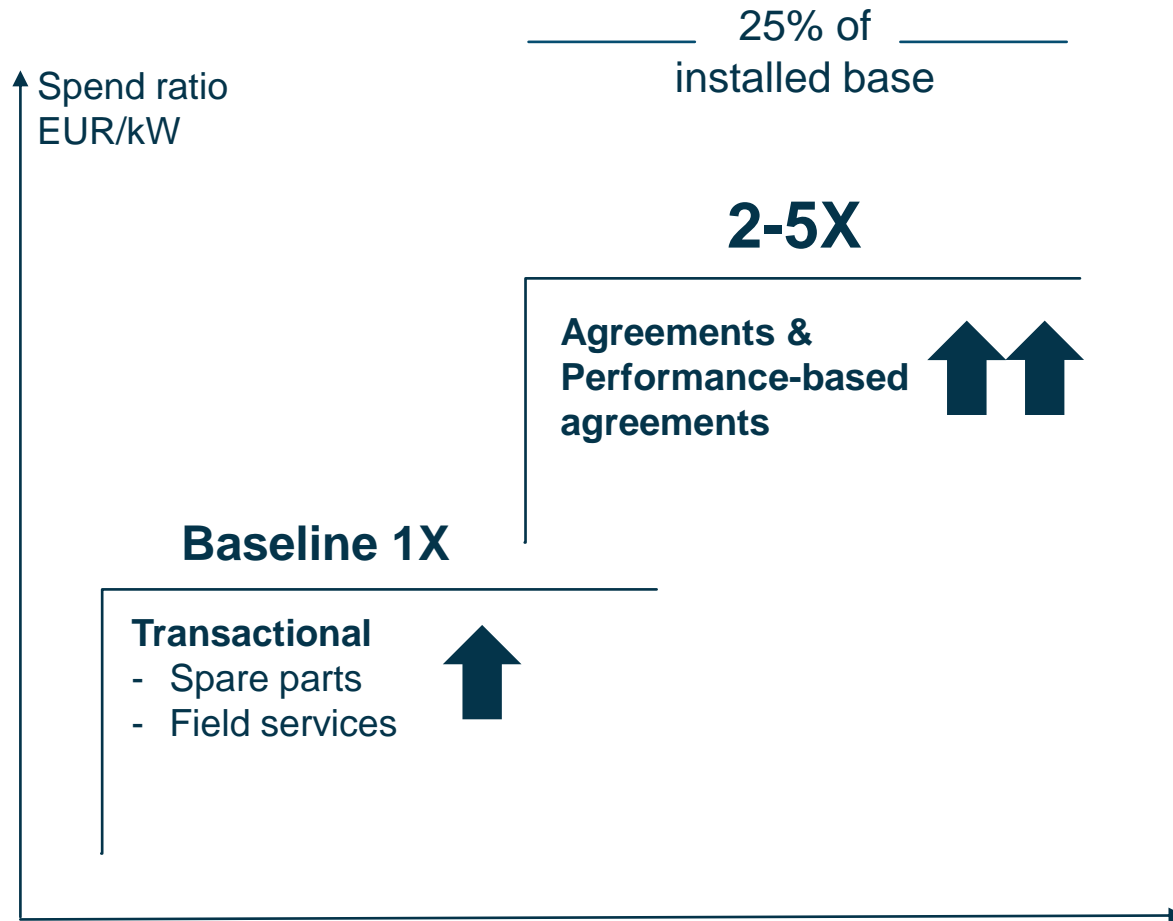 25% of
installed base
Spend ratio
EUR/kW
2-5X
Agreements &
Performance-based
agreements
Baseline 1X
Transactional
- Spare parts
- Field services